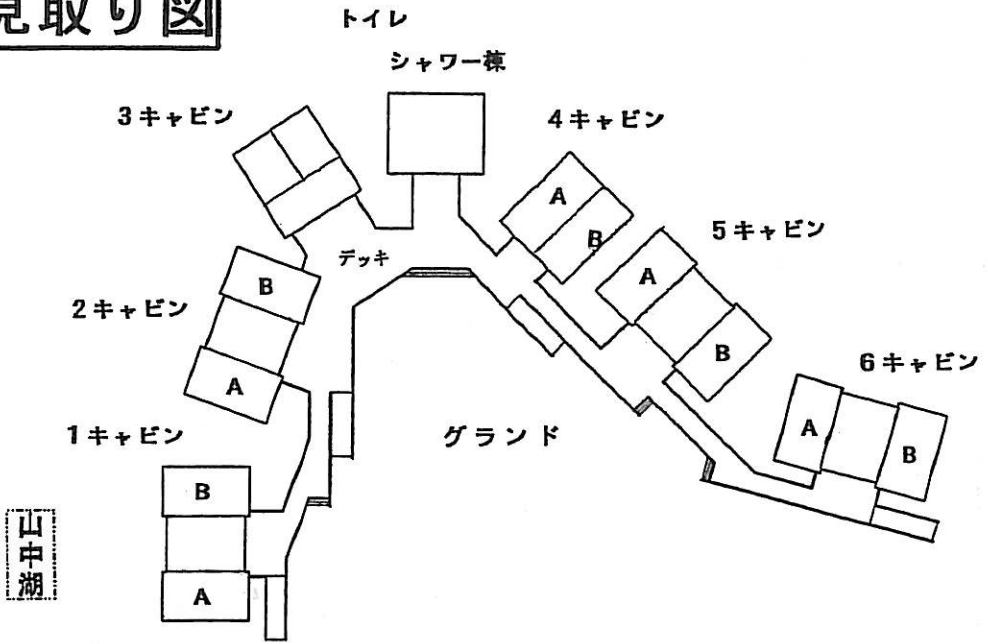 見取り図
トイレ
シャワー棟
3キャビン
4キャビン
A
B
5キャビン
A
B
デッキ
2キャビン
B
A
6キャビン
A
B
1キャビン
B
A
グランド
山中湖